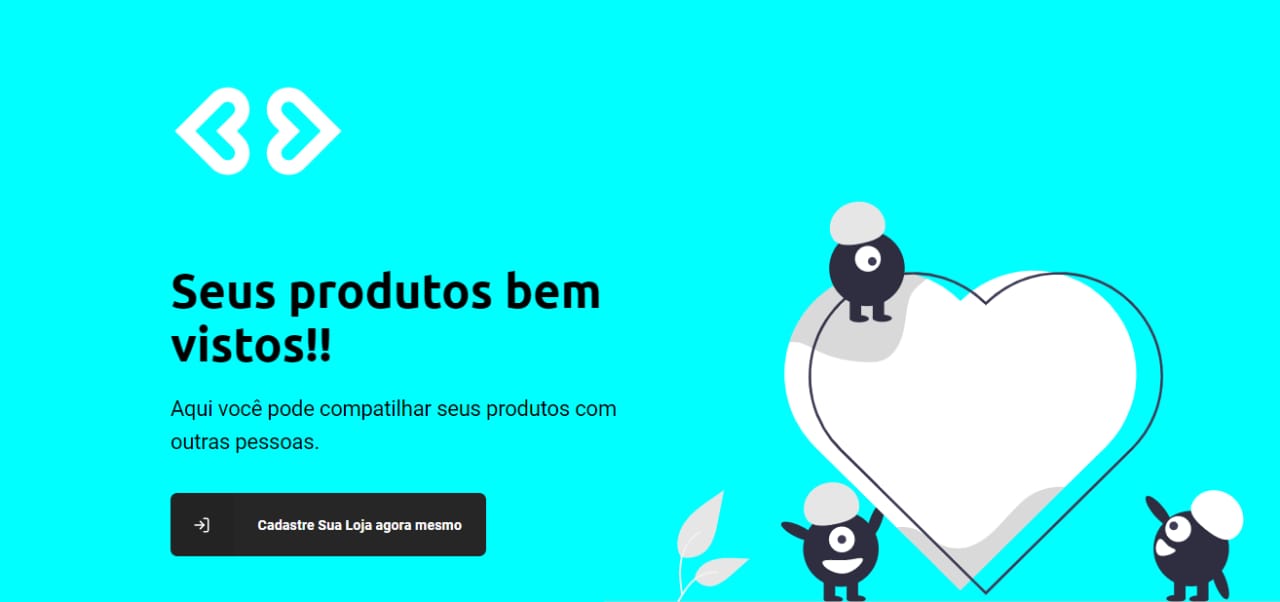 Seus produtos bem
vistos!!
Aqui você pode compatilhar seus produtos com
outras pessoas.
Cadastre Sua Loja agora mesmo